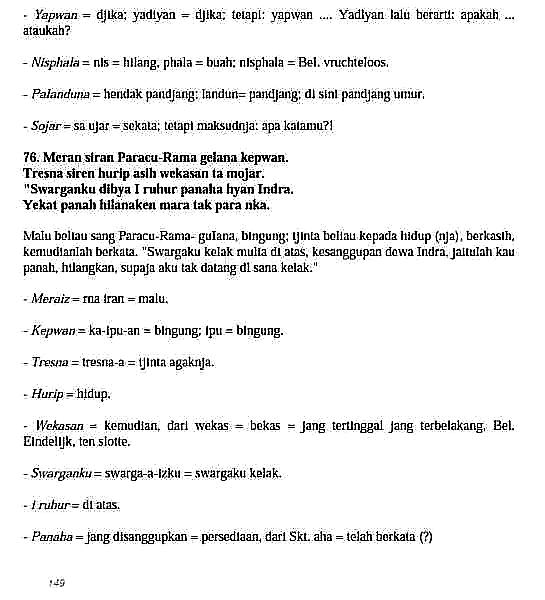 - Yapwan = djika; yadiyan = djika; tetapi: yapwan .... Yadiyan lalu berarti: apakah, ...
ataukah?
- Nisphala = nis = hilang, phala = buah; nisphala = Bel. vruchteloos.
- Palanduna = hendak pandjang; landun= pandjang; di sini pandjang umur.
- Sojar = sa ujar = sekata; tetapi maksudnja: apa katamu?!
76. Meran siran Paracu-Rama gelana kepwan.
Tresna siren hurip asih wekasan ta mojar.
"Swarganku dibya I ruhur panaha hyan Indra.
Yekat panah hilanaken mara tak para nka.
Malu beliau sang Paracu-Rama- gulana, bingung; tjinta beliau kepada hidup (nja), berkasih,
kemudianlah berkata. "Swargaku kelak mulia di atas, kesanggupan dewa Indra, jaitulah kau
panah, hilangkan, supaja aku tak datang di sana kelak."
- Meraiz = ma iran = malu.
- Kepwan = ka-ipu-an = bingung; ipu = bingung.
- Tresna = tresna-a = tjinta agaknja.
- Hurip = hidup.
- Wekasan = kemudian, dari wekas = bekas = jang tertinggal jang terbelakang, Bel.
Eindelijk, ten slotte.
- Swarganku = swarga-a-izku = swargaku kelak.
- I ruhur = di atas.
- Panaha = jang disanggupkan = persediaan, dari Skt. aha = telah berkata (?)
149